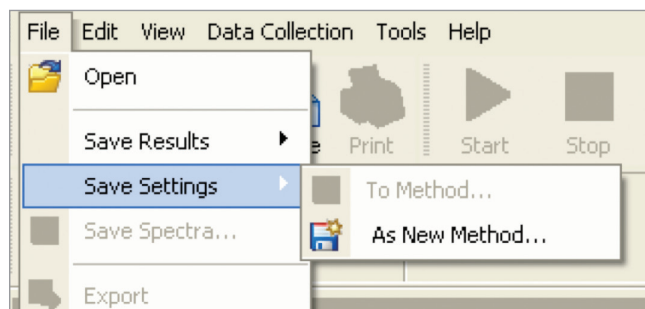 File Edit View Data Collection Tools Help
Open
Save Results
Print Start Stop
Save Settings
To Method...
Save Spectra...
As New Method...
Export